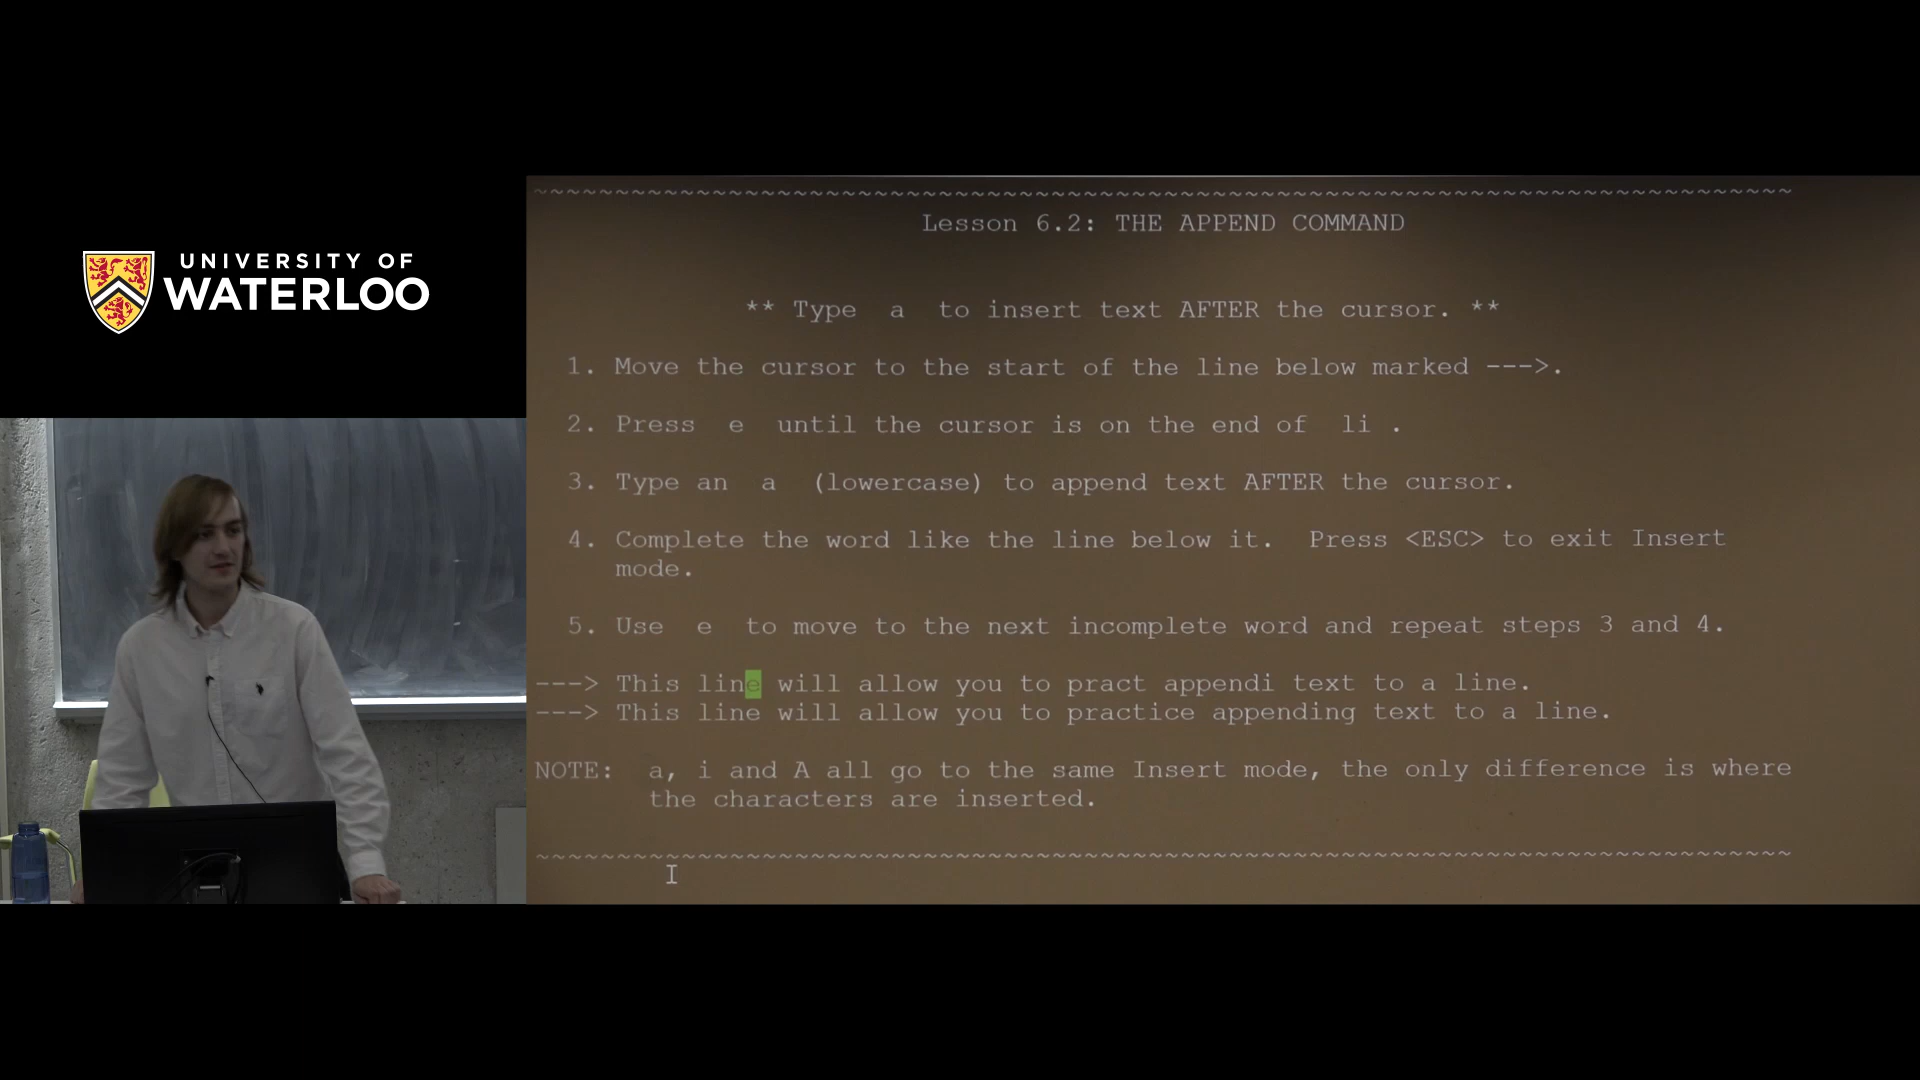 UNIVERSITY OF
WATERLOO
~~~~~~~~~~~~~~~~~~~~~~~~~~~~~~~~~~~~~~~~~~~~~~~~~~~~~~~~~~~~~~~~~~~~~~~~~~~~~~
Lesson 6.2: THE APPEND COMMAND
** Type  a  to insert text AFTER the cursor. **
1. Move the cursor to the start of the line below marked --->.
2. Press  e  until the cursor is on the end of  li .
3. Type an  a  (lowercase) to append text AFTER the cursor.
4. Complete the word like the line below it.  Press <ESC> to exit Insert
mode.
5. Use  e  to move to the next incomplete word and repeat steps 3 and 4.
---> This line will allow you to pract appendi text to a line.
---> This line will allow you to practice appending text to a line.
NOTE:  a, i and A all go to the same Insert mode, the only difference is where
the characters are inserted.
~~~~~~~~~~~~~~~~~~~~~~~~~~~~~~~~~~~~~~~~~~~~~~~~~~~~~~~~~~~~~~~~~~~~~~~~~~~~~~